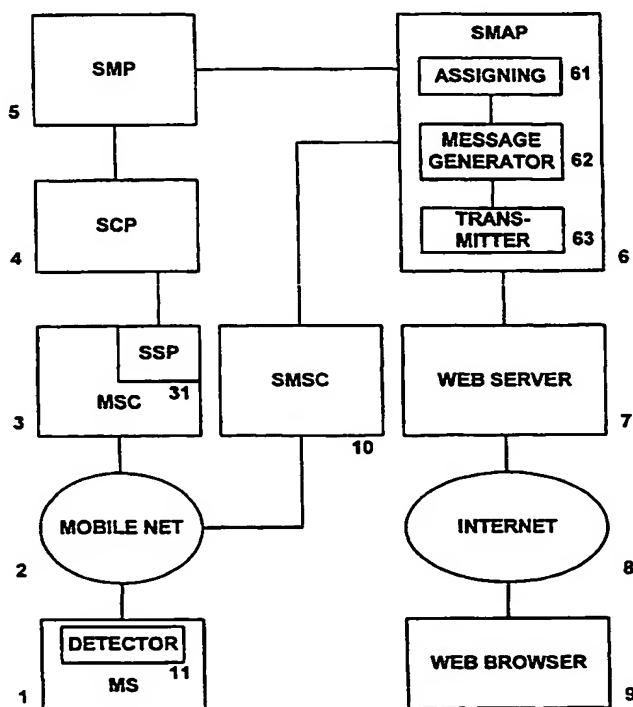 SMP
5
SCP
4
SSP
31
MSC
3
MOBILE NET
2
DETECTOR
11
MS
1
SMSC
10
SMAP
ASSIGNING
61
MESSAGE
GENERATOR
62
TRANS-
MITTER
63
6
WEB SERVER
7
INTERNET
8
WEB BROWSER
9